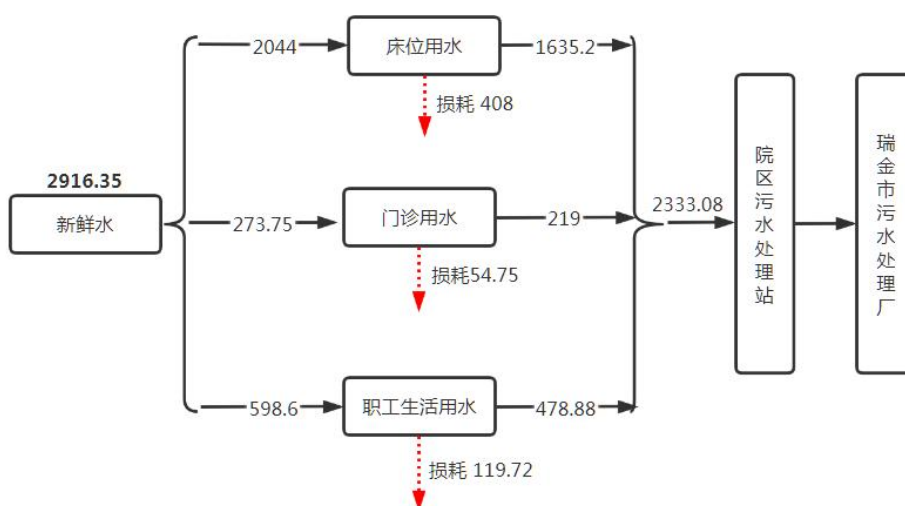 2044
床位用水
1635.2
损耗 408
2916.35
新鲜水
273.75
门诊用水
219
损耗54.75
598.6
职工生活用水
478.88
损耗 119.72
2333.08
院区污水处理站
瑞金市污水处理厂